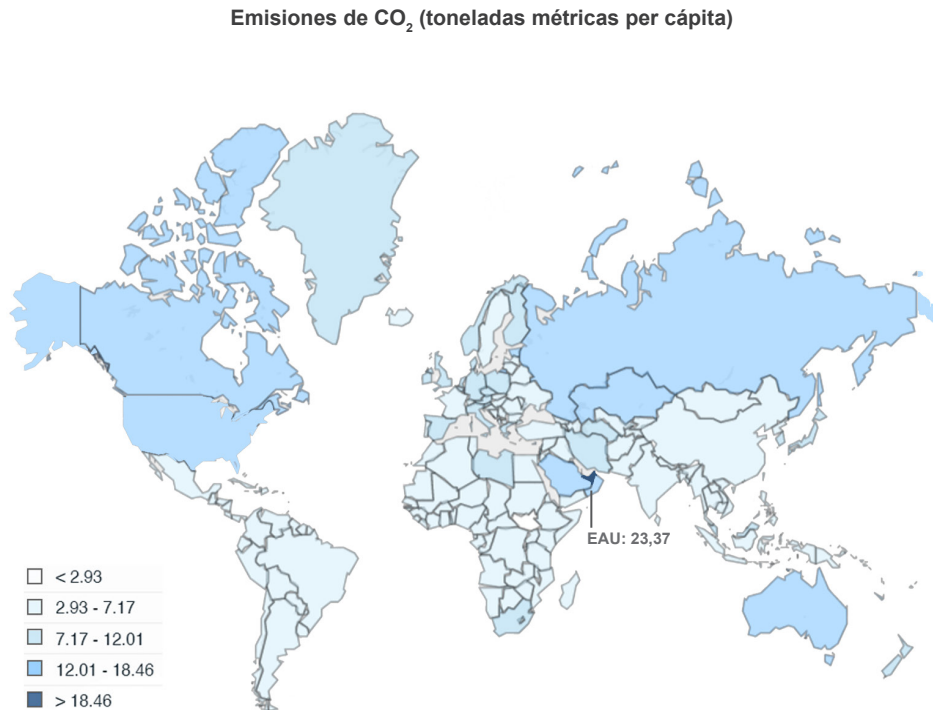 Emisiones de CO₂ (toneladas métricas per cápita)
EAU: 23,37
< 2.93
2.93 - 7.17
7.17 - 12.01
12.01 - 18.46
> 18.46